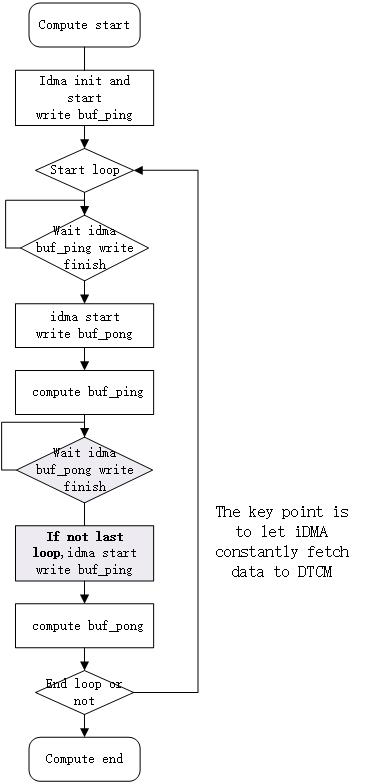 Compute start
Idma init and
start
write buf_ping
Start loop
Wait idma
buf_ping write
finish
idma start
write buf_pong
compute buf_ping
Wait idma
buf_pong write
finish
If not last
loop,idma start
write buf_ping
compute buf_pong
End loop or
not
Compute end
The key point is
to let iDMA
constantly fetch
data to DTCM